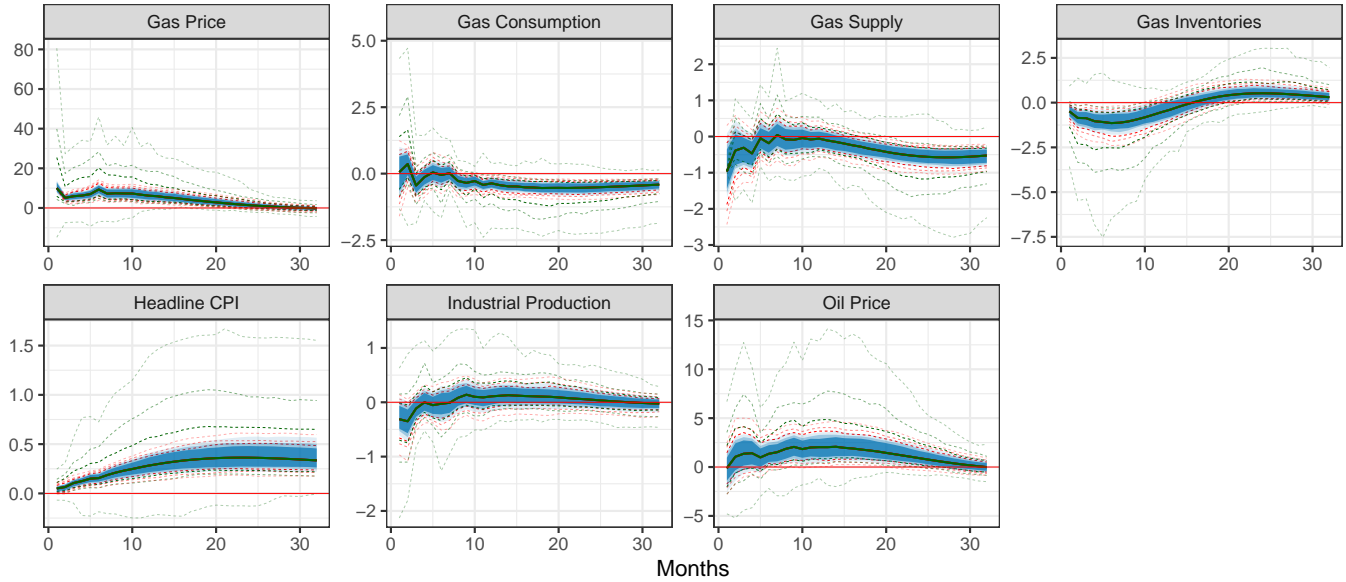 Gas Price
Gas Consumption
Gas Supply
Gas Inventories
80
60
40
20
0
5.0
2.5
0.0
−2.5
2
1
0
−1
−2
−3
2.5
0.0
−2.5
−5.0
−7.5
0 10 20 30
0 10 20 30
0 10 20 30
0 10 20 30
Headline CPI
Industrial Production
Oil Price
1.5
1.0
0.5
0.0
1
0
−1
−2
15
10
5
0
−5
0 10 20 30
0 10 20 30
0 10 20 30
Months